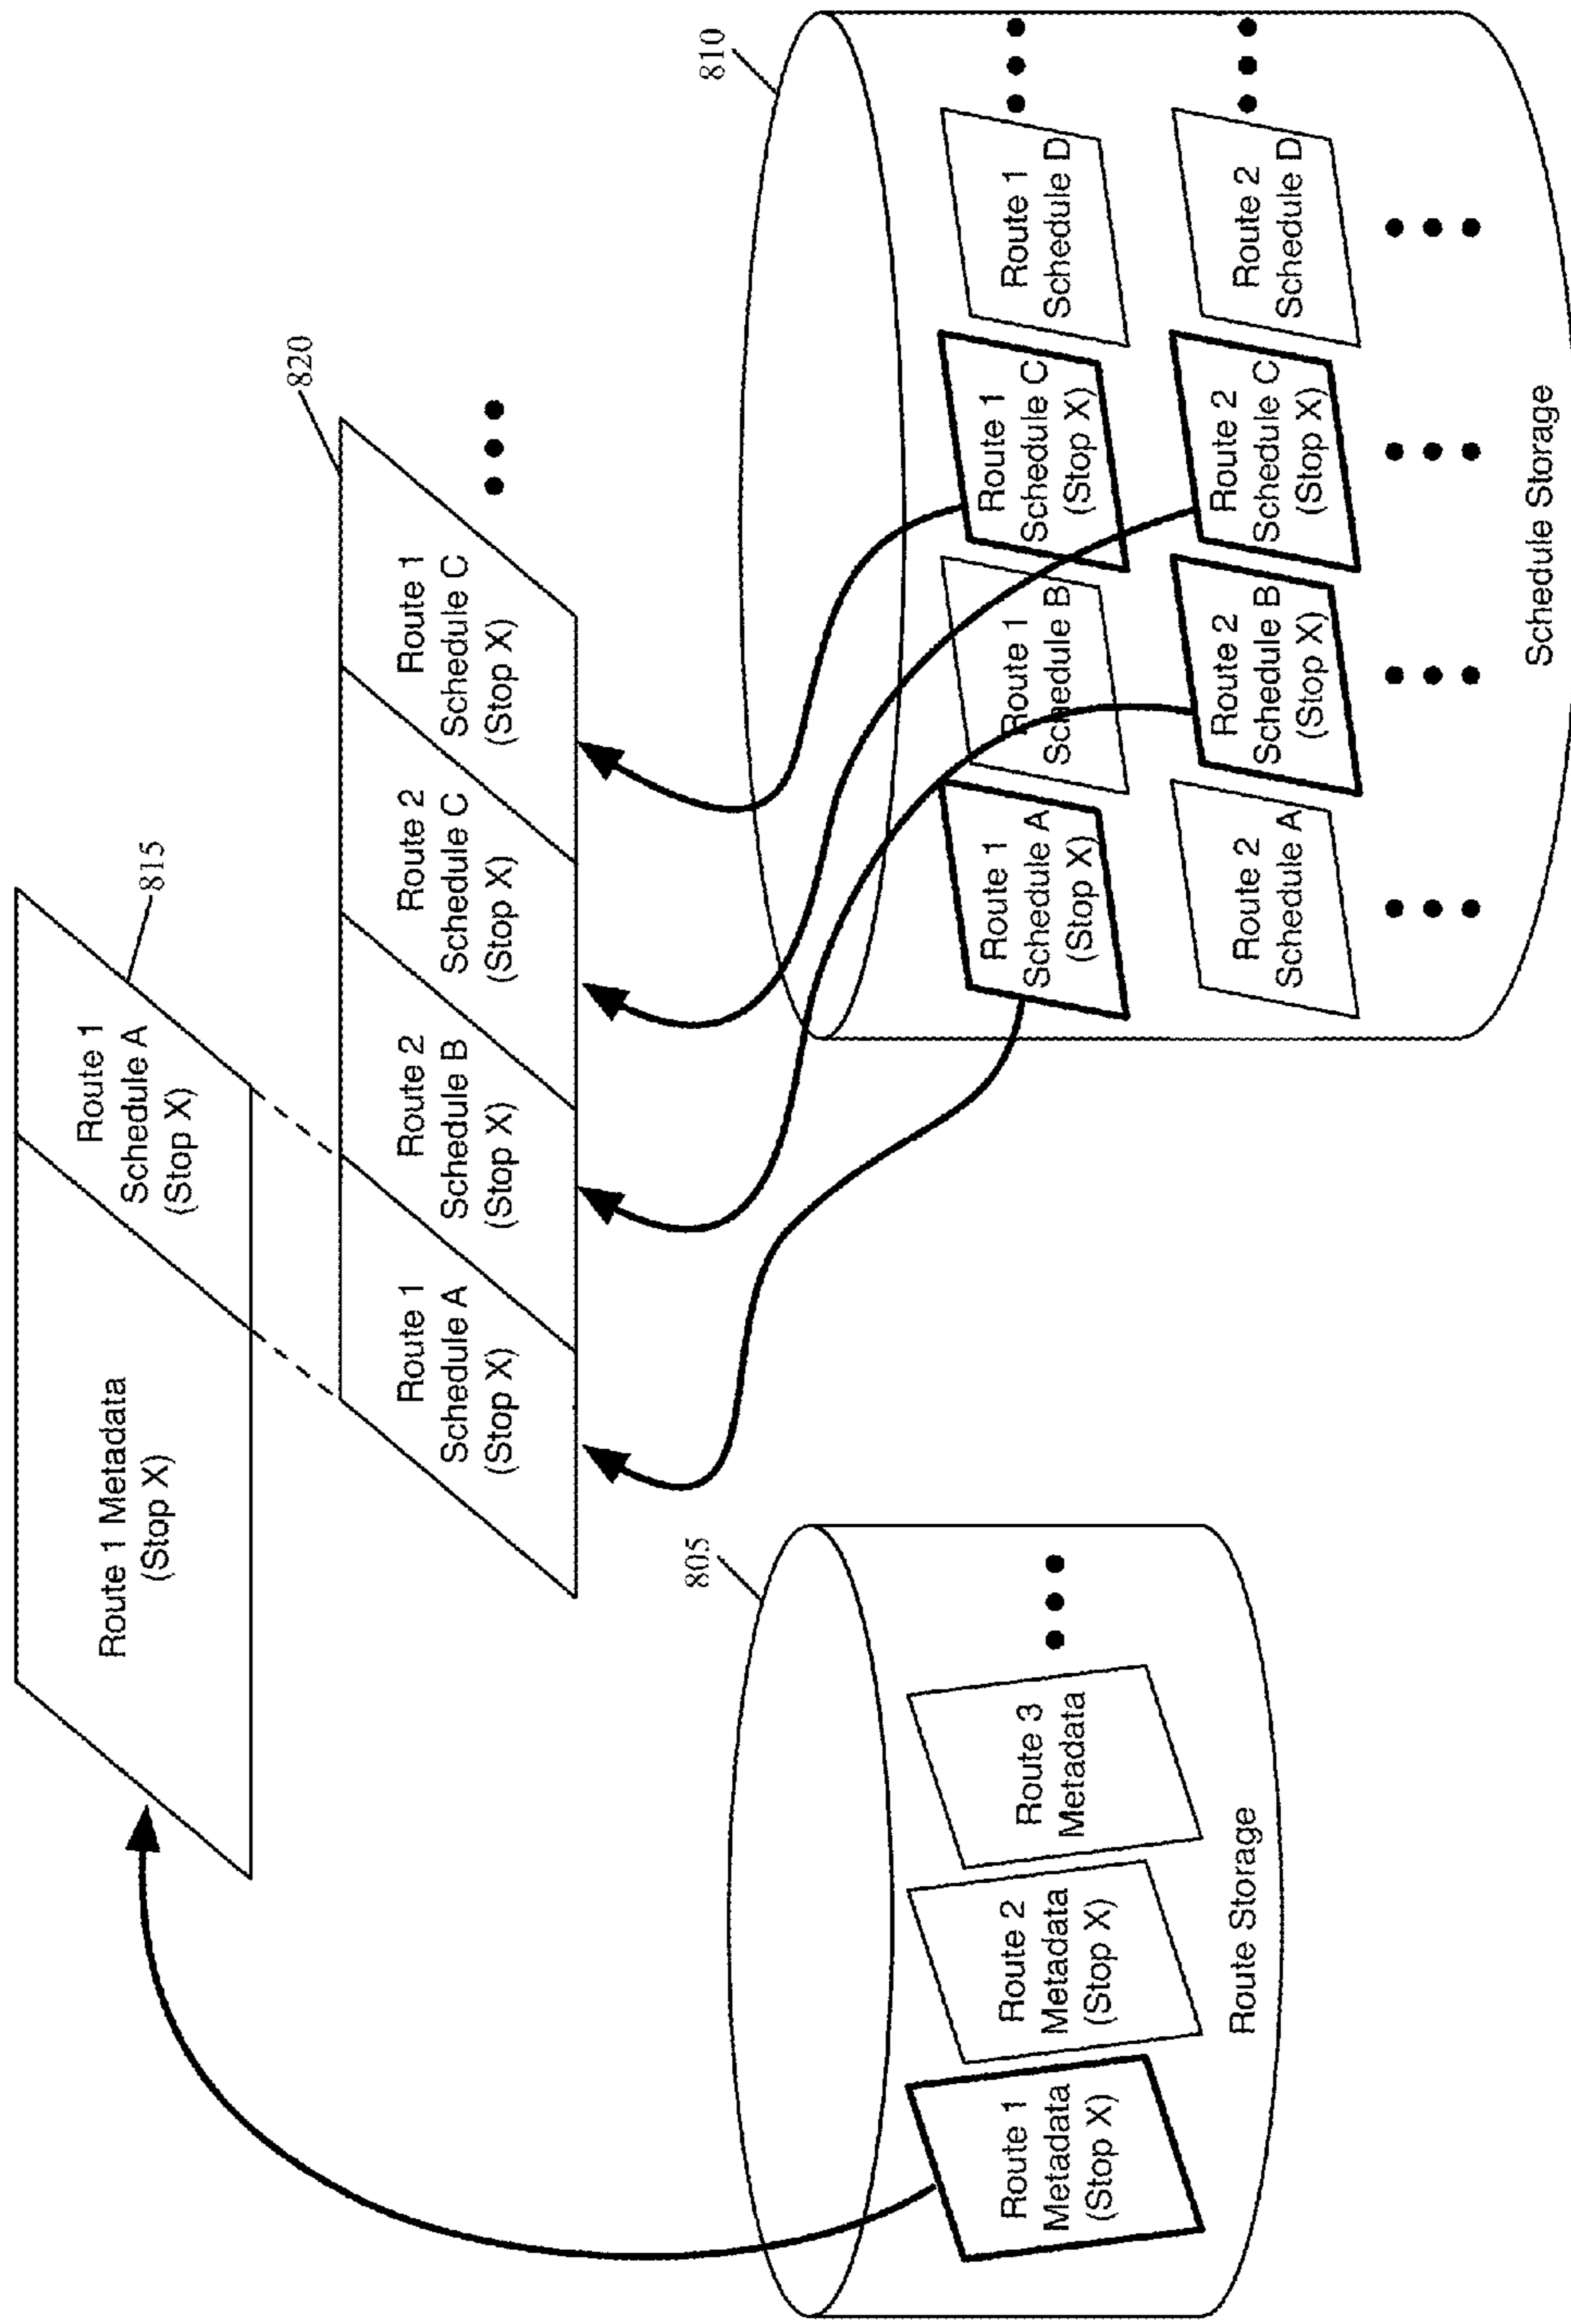 Route 1 Metadata
(Stop X)
Route 1
Schedule A
(Stop X)
815
820
Route 1
Schedule A
(Stop X)
Route 2
Schedule B
(Stop X)
Route 2
Schedule C
(Stop X)
Route 1
Schedule C
(Stop X)
805
Route 1
Metadata
(Stop X)
Route 2
Metadata
(Stop X)
Route 3
Metadata
Route Storage
810
Route 1
Schedule A
(Stop X)
Route 1
Schedule B
Route 1
Schedule C
(Stop X)
Route 1
Schedule D
Route 2
Schedule A
Route 2
Schedule B
(Stop X)
Route 2
Schedule C
(Stop X)
Route 2
Schedule D
Schedule Storage